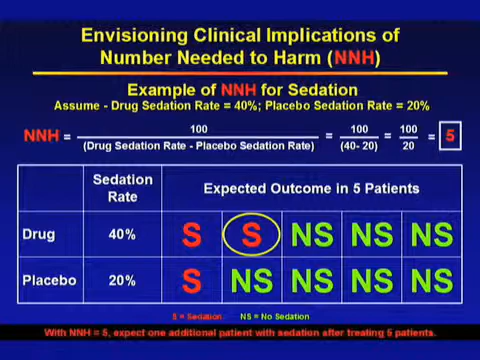 Envisioning Clinical Implications of
Number Needed to Harm (NNH)
Example of NNH for Sedation
Assume - Drug Sedation Rate = 40%; Placebo Sedation Rate = 20%
NNH = 100 / (Drug Sedation Rate - Placebo Sedation Rate) = 100 / (40- 20) = 100 / 20 = 5
Sedation Rate Expected Outcome in 5 Patients
Drug 40% S S NS NS NS
Placebo 20% S NS NS NS NS
S = Sedation NS = No Sedation
With NNH = 5, expect one additional patient with sedation after treating 5 patients.